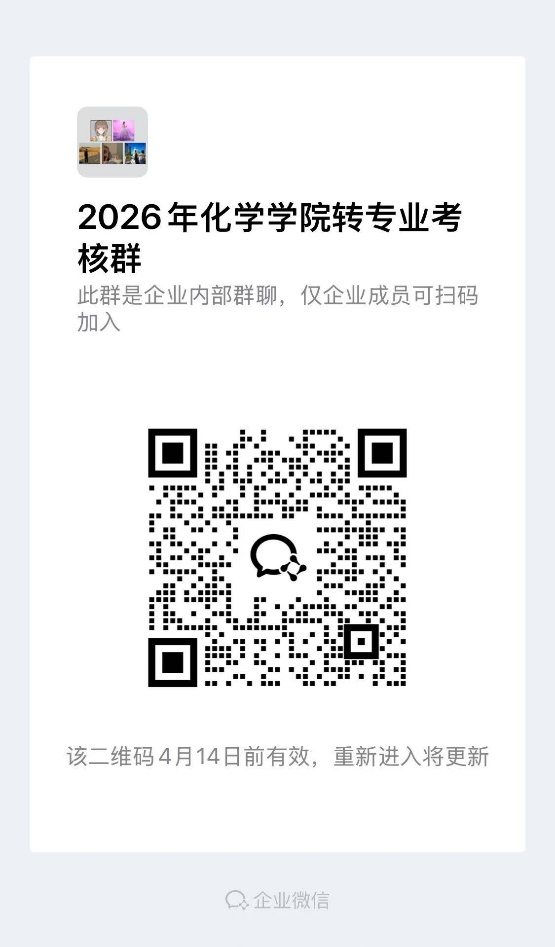 2026年化学学院转专业考
核群
此群是企业内部群聊，仅企业成员可扫码
加入
该二维码4月14日前有效，重新进入将更新
企业微信